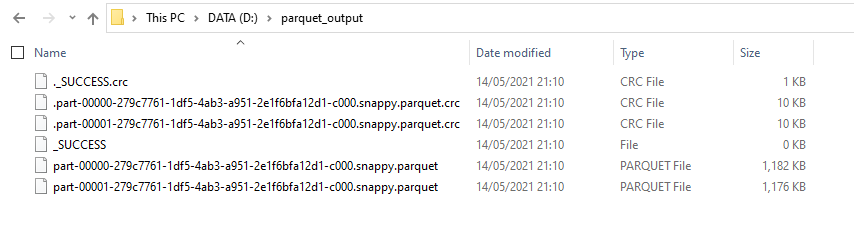 This PC > DATA (D:) > parquet_output
Name Date modified Type Size
._SUCCESS.crc 14/05/2021 21:10 CRC File 1 KB
.part-00000-279c7761-1df5-4ab3-a951-2e1f6bfa12d1-c000.snappy.parquet.crc 14/05/2021 21:10 CRC File 10 KB
.part-00001-279c7761-1df5-4ab3-a951-2e1f6bfa12d1-c000.snappy.parquet.crc 14/05/2021 21:10 CRC File 10 KB
_SUCCESS 14/05/2021 21:10 File 0 KB
part-00000-279c7761-1df5-4ab3-a951-2e1f6bfa12d1-c000.snappy.parquet 14/05/2021 21:10 PARQUET File 1,182 KB
part-00001-279c7761-1df5-4ab3-a951-2e1f6bfa12d1-c000.snappy.parquet 14/05/2021 21:10 PARQUET File 1,176 KB